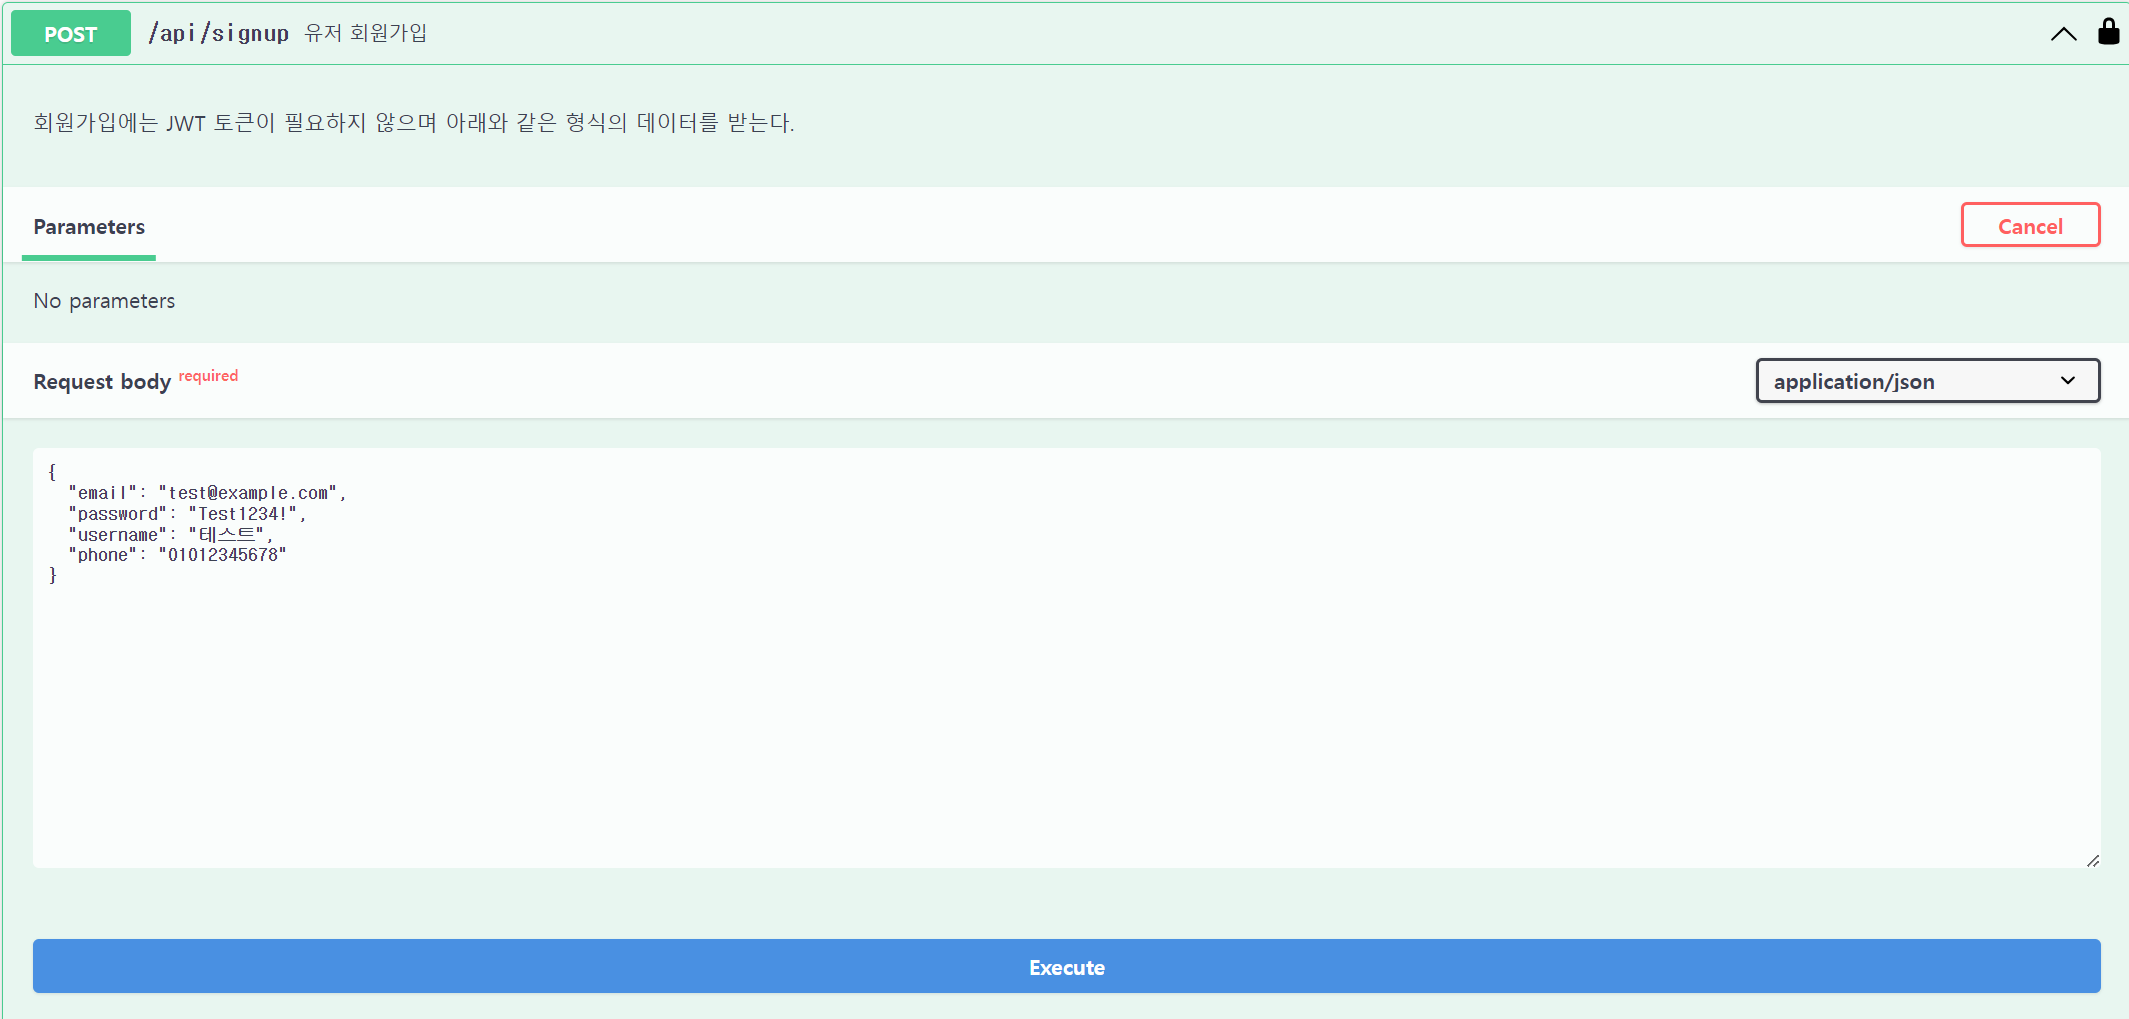 POST /api/signup 유저 회원가입
회원가입에는 JWT 토큰이 필요하지 않으며 아래와 같은 형식의 데이터를 받는다.
Parameters
Cancel
No parameters
Request body required
application/json
{
  "email": "test@example.com",
  "password": "Test1234!",
  "username": "테스트",
  "phone": "01012345678"
}
Execute